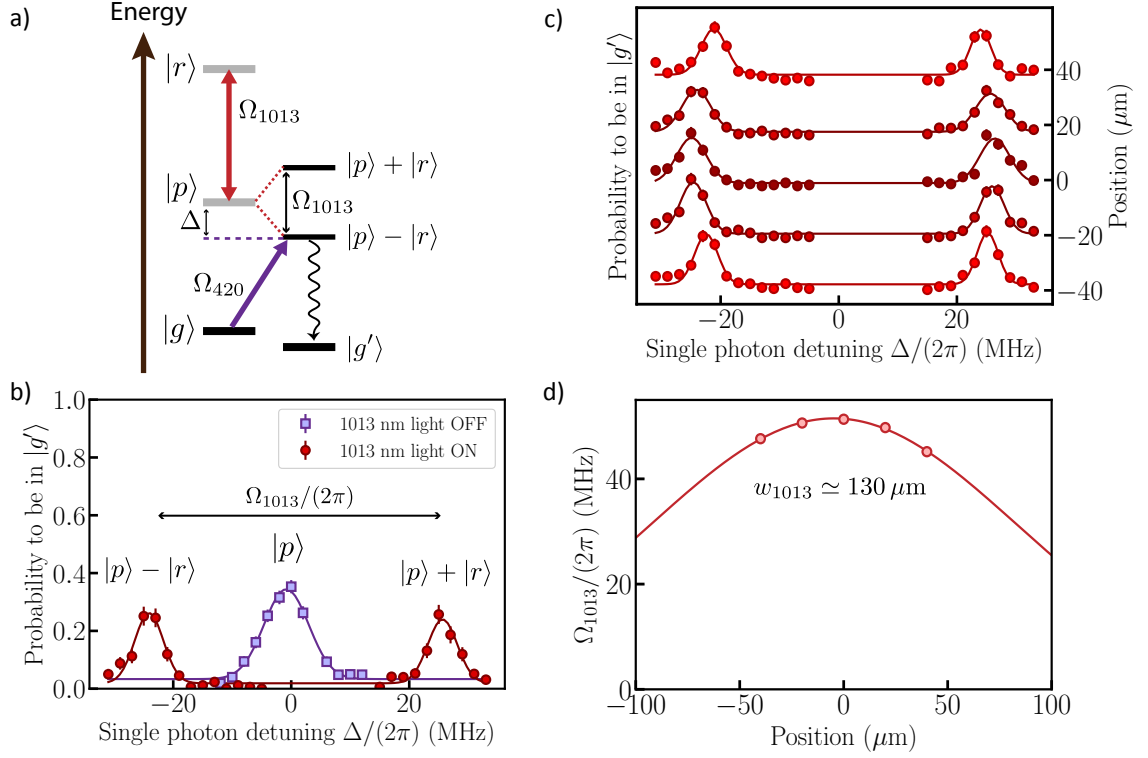 a)
Energy
|r⟩
Ω₁₀₁₃
|p⟩ + |r⟩
|p⟩
Ω₁₀₁₃
Δ
|p⟩ − |r⟩
Ω₄₂₀
|g⟩
|g′⟩
b)
Probability to be in |g′⟩
1.0
0.8
0.6
0.4
0.2
0.0
1013 nm light OFF
1013 nm light ON
Ω₁₀₁₃/(2π)
|p⟩
|p⟩ − |r⟩
|p⟩ + |r⟩
−20
0
20
Single photon detuning Δ/(2π) (MHz)
c)
Probability to be in |g′⟩
40
20
0
−20
−40
Position (μm)
−20
0
20
Single photon detuning Δ/(2π) (MHz)
d)
Ω₁₀₁₃/(2π) (MHz)
40
20
0
w₁₀₁₃ ≃ 130 μm
−100
−50
0
50
100
Position (μm)